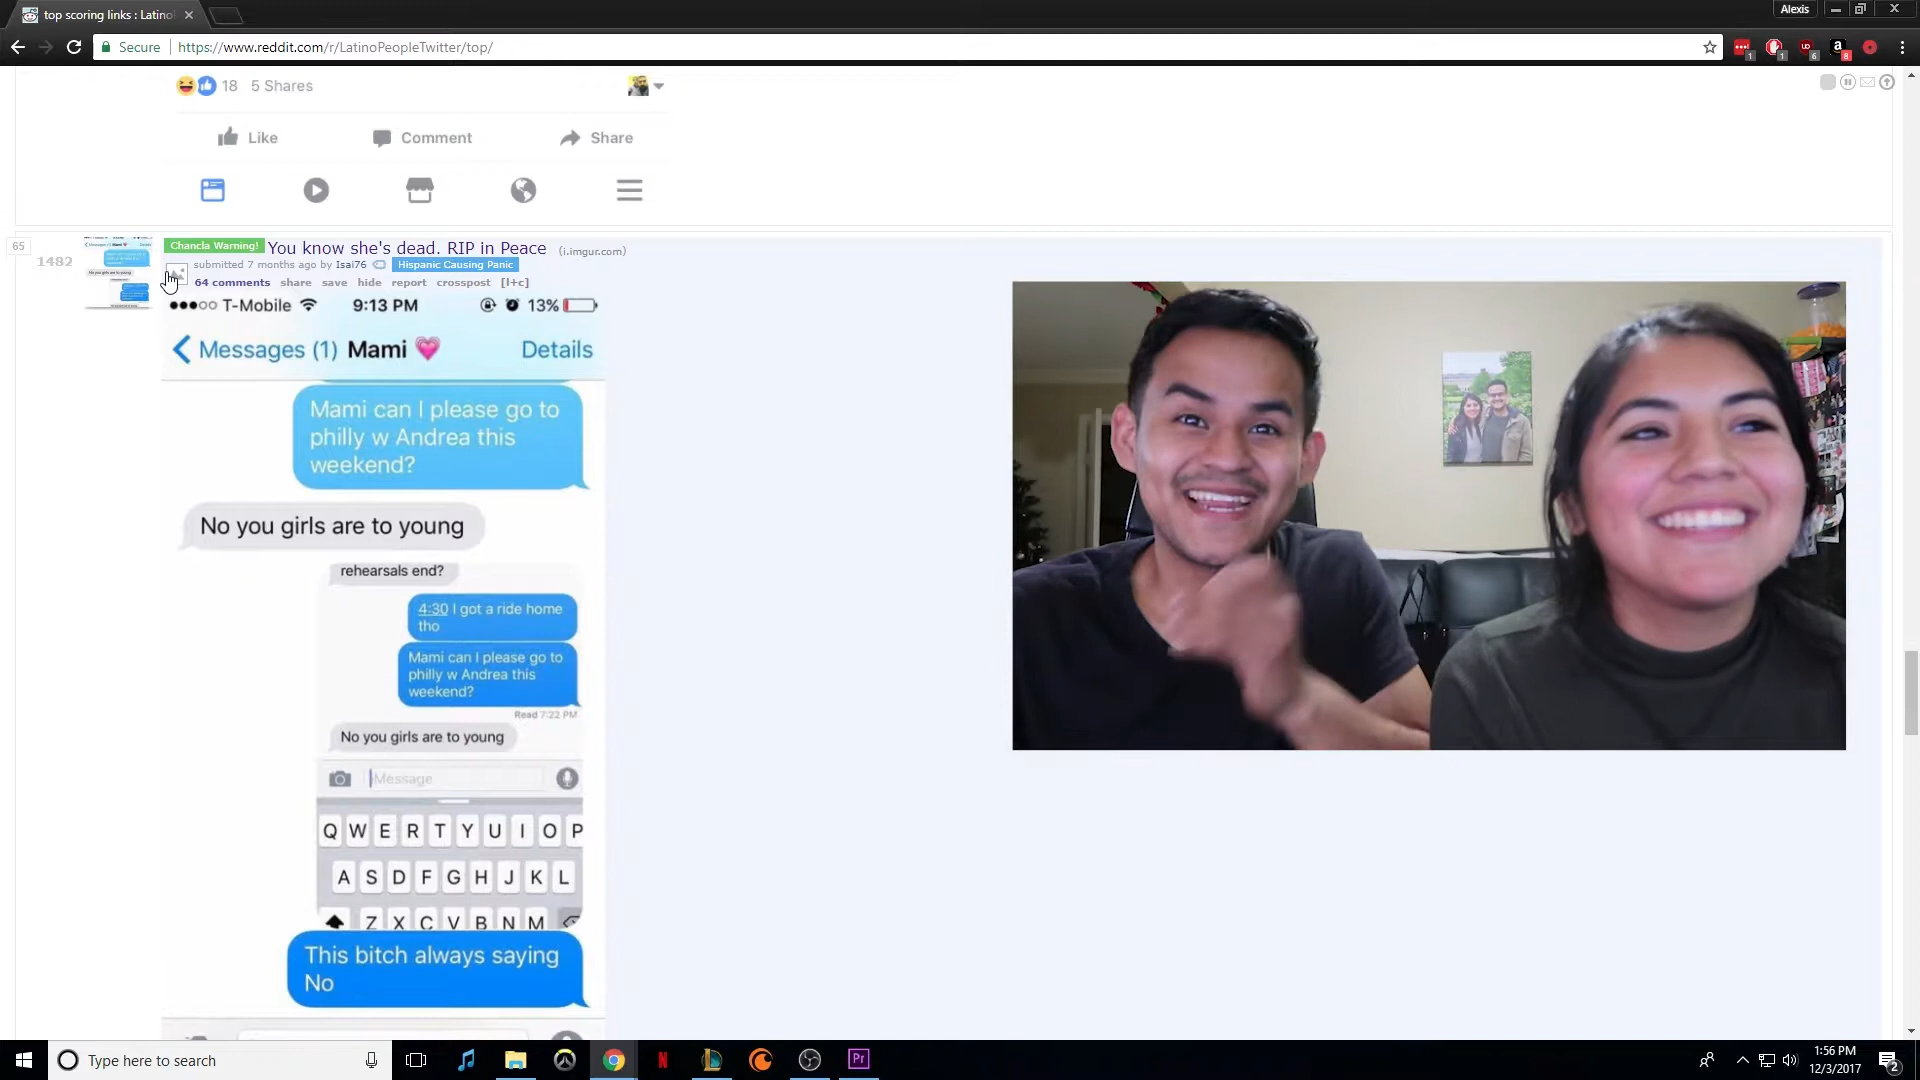 top scoring links : Latino
Alexis
Secure
https://www.reddit.com/r/LatinoPeopleTwitter/top/
1
1
6
8
18 5 Shares
Like
Comment
Share
65
1482
Chancla Warning! You know she's dead. RIP in Peace (i.imgur.com)
submitted 7 months ago by Isai76 Hispanic Causing Panic
64 comments share save hide report crosspost [l+c]
T-Mobile 9:13 PM 13%
Messages (1) Mami Details
Mami can I please go to
philly w Andrea this
weekend?
No you girls are to young
rehearsals end?
4:30 I got a ride home
tho
Mami can I please go to
philly w Andrea this
weekend?
Read 7:22 PM
No you girls are to young
Message
Q W E R T Y U I O P
A S D F G H J K L
Z X C V B N M
This bitch always saying
No
Type here to search
Pr
1:56 PM
12/3/2017
2